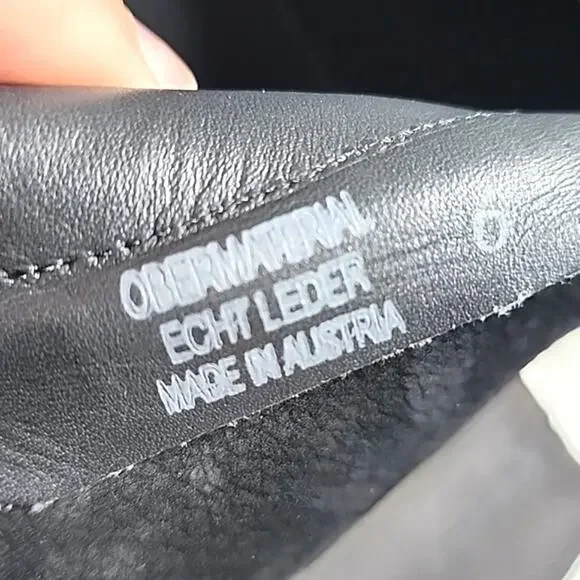 OBERMATERIAL
ECHT LEDER
MADE IN AUSTRIA